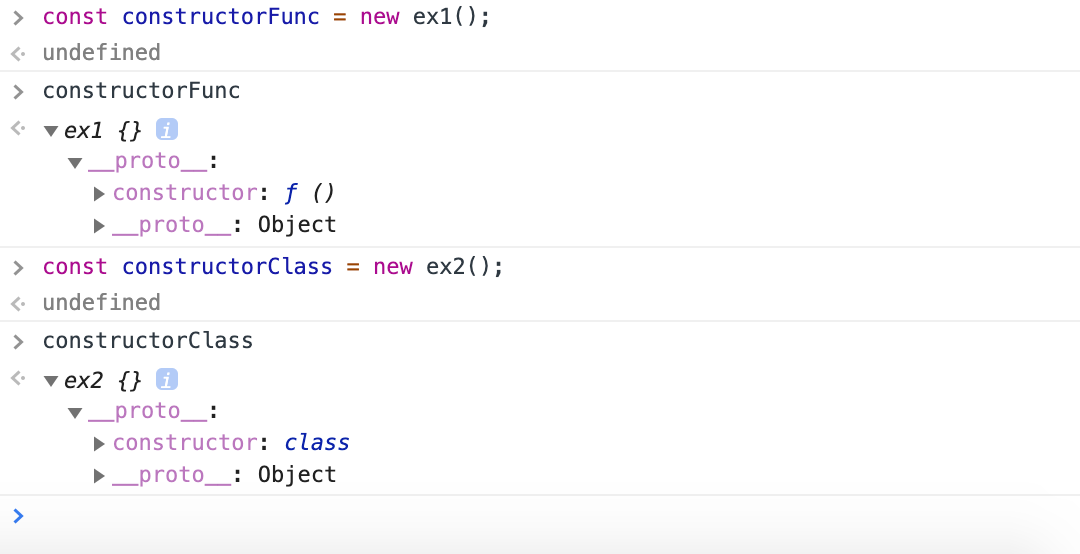 > const constructorFunc = new ex1();
undefined
> constructorFunc
▼ ex1 {} i
▼ __proto__:
▶ constructor: ƒ ()
▶ __proto__: Object
> const constructorClass = new ex2();
undefined
> constructorClass
▼ ex2 {} i
▼ __proto__:
▶ constructor: class
▶ __proto__: Object
>